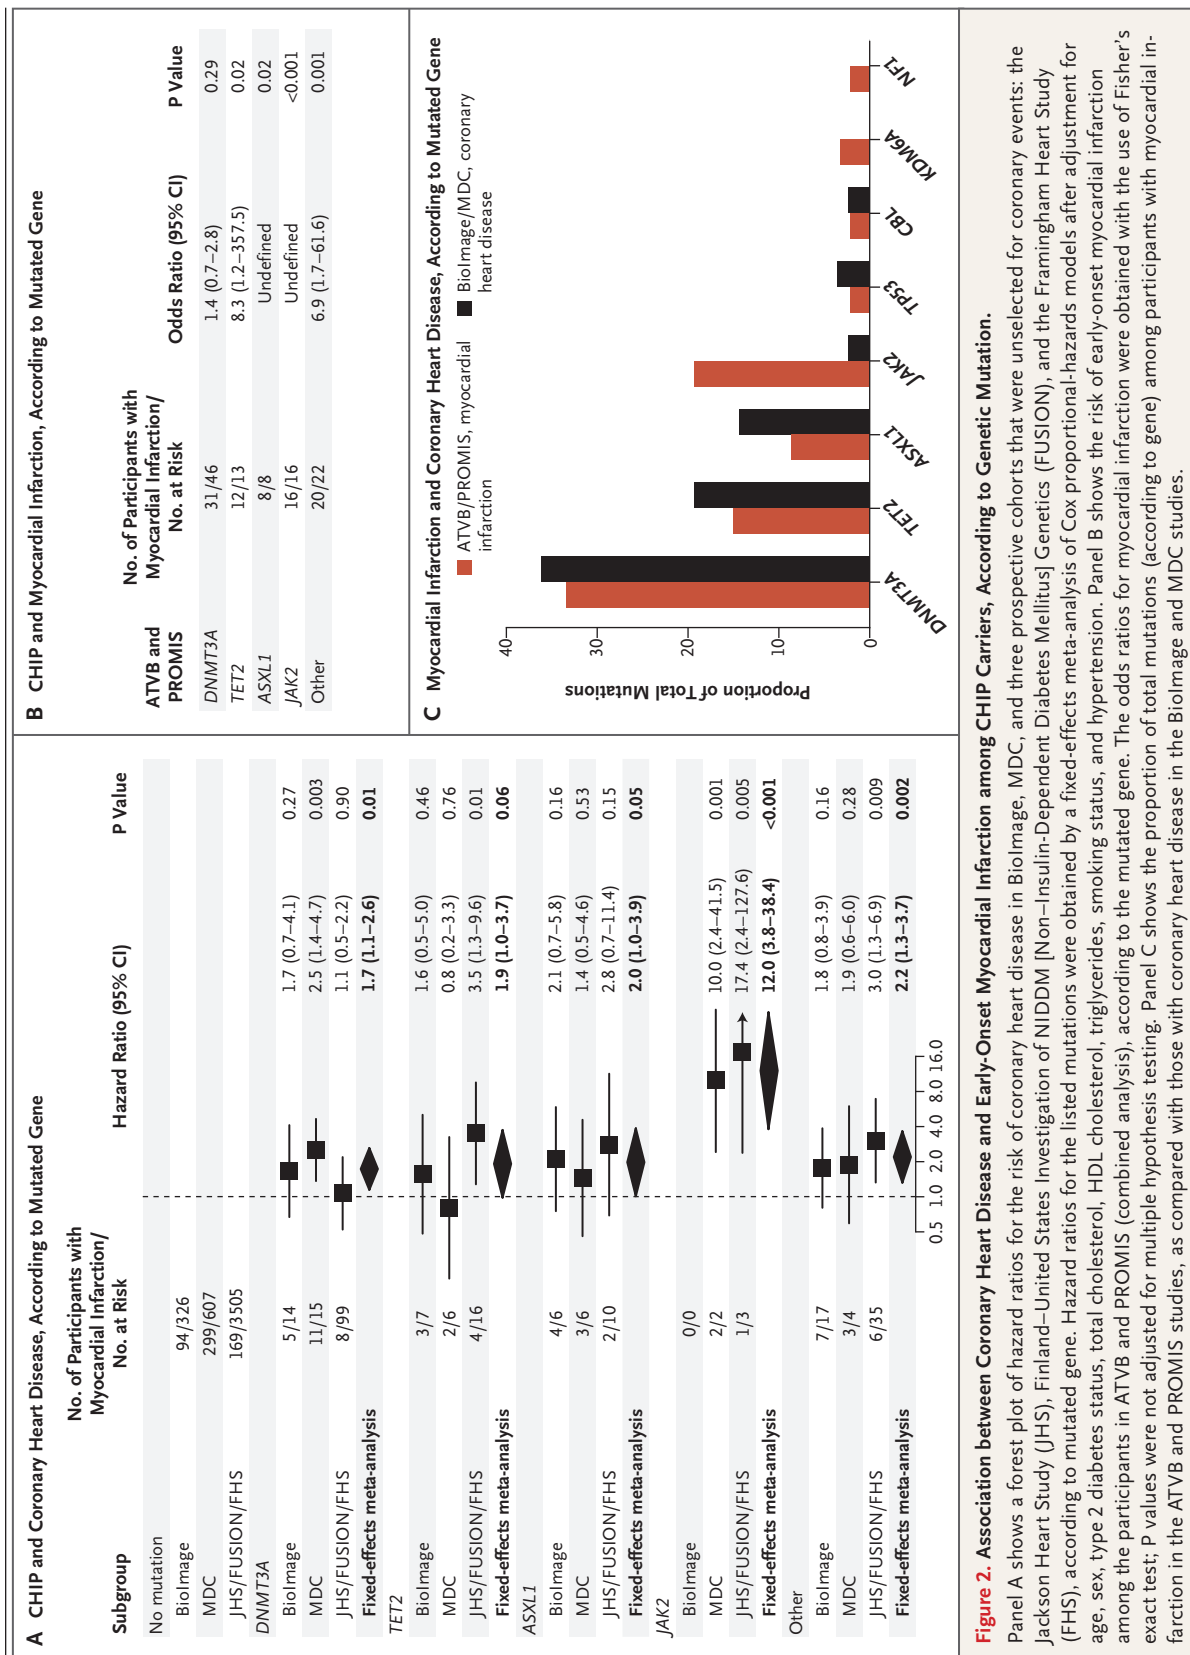 A CHIP and Coronary Heart Disease, According to Mutated Gene
Subgroup No. of Participants with Myocardial Infarction/ No. at Risk Hazard Ratio (95% CI) P Value
No mutation
BioImage 94/326
MDC 299/607
JHS/FUSION/FHS 169/3505
DNMT3A
BioImage 5/14 1.7 (0.7–4.1) 0.27
MDC 11/15 2.5 (1.4–4.7) 0.003
JHS/FUSION/FHS 8/99 1.1 (0.5–2.2) 0.90
Fixed-effects meta-analysis 1.7 (1.1–2.6) 0.01
TET2
BioImage 3/7 1.6 (0.5–5.0) 0.46
MDC 2/6 0.8 (0.2–3.3) 0.76
JHS/FUSION/FHS 4/16 3.5 (1.3–9.6) 0.01
Fixed-effects meta-analysis 1.9 (1.0–3.7) 0.06
ASXL1
BioImage 4/6 2.1 (0.7–5.8) 0.16
MDC 3/6 1.4 (0.5–4.6) 0.53
JHS/FUSION/FHS 2/10 2.8 (0.7–11.4) 0.15
Fixed-effects meta-analysis 2.0 (1.0–3.9) 0.05
JAK2
BioImage 0/0
MDC 2/2 10.0 (2.4–41.5) 0.001
JHS/FUSION/FHS 1/3 17.4 (2.4–127.6) 0.005
Fixed-effects meta-analysis 12.0 (3.8–38.4) <0.001
Other
BioImage 7/17 1.8 (0.8–3.9) 0.16
MDC 3/4 1.9 (0.6–6.0) 0.28
JHS/FUSION/FHS 6/35 3.0 (1.3–6.9) 0.009
Fixed-effects meta-analysis 2.2 (1.3–3.7) 0.002
0.5 1.0 2.0 4.0 8.0 16.0
B CHIP and Myocardial Infarction, According to Mutated Gene
ATVB and PROMIS No. of Participants with Myocardial Infarction/ No. at Risk Odds Ratio (95% CI) P Value
DNMT3A 31/46 1.4 (0.7–2.8) 0.29
TET2 12/13 8.3 (1.2–357.5) 0.02
ASXL1 8/8 Undefined 0.02
JAK2 16/16 Undefined <0.001
Other 20/22 6.9 (1.7–61.6) 0.001
C Myocardial Infarction and Coronary Heart Disease, According to Mutated Gene
ATVB/PROMIS, myocardial infarction
BioImage/MDC, coronary heart disease
Proportion of Total Mutations
40
30
20
10
0
DNMT3A TET2 ASXL1 JAK2 TP53 CBL KDM6A NF1
Figure 2. Association between Coronary Heart Disease and Early-Onset Myocardial Infarction among CHIP Carriers, According to Genetic Mutation.
Panel A shows a forest plot of hazard ratios for the risk of coronary heart disease in BioImage, MDC, and three prospective cohorts that were unselected for coronary events: the
Jackson Heart Study (JHS), Finland–United States Investigation of NIDDM [Non–Insulin-Dependent Diabetes Mellitus] Genetics (FUSION), and the Framingham Heart Study
(FHS), according to mutated gene. Hazard ratios for the listed mutations were obtained by a fixed-effects meta-analysis of Cox proportional-hazards models after adjustment for
age, sex, type 2 diabetes status, total cholesterol, HDL cholesterol, triglycerides, smoking status, and hypertension. Panel B shows the risk of early-onset myocardial infarction
among the participants in ATVB and PROMIS (combined analysis), according to the mutated gene. The odds ratios for myocardial infarction were obtained with the use of Fisher's
exact test; P values were not adjusted for multiple hypothesis testing. Panel C shows the proportion of total mutations (according to gene) among participants with myocardial in-
farction in the ATVB and PROMIS studies, as compared with those with coronary heart disease in the BioImage and MDC studies.